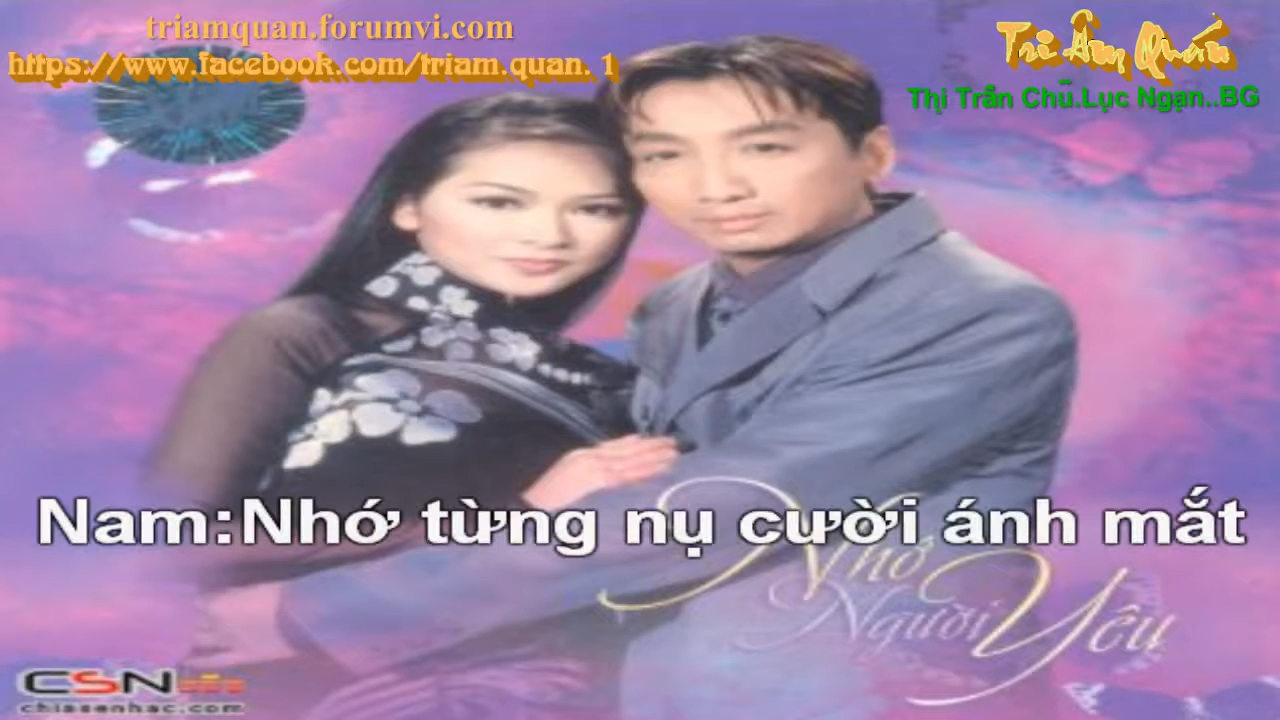 triamquan.forumvi.com
https://www.facebook.com/triam.quan.1
Tri Âm Quán
Thị Trấn Chũ.Lục Ngạn..BG
Nam:Nhớ từng nụ cười ánh mắt
Nhớ
Người Yêu
CSN
chiasenhac.com